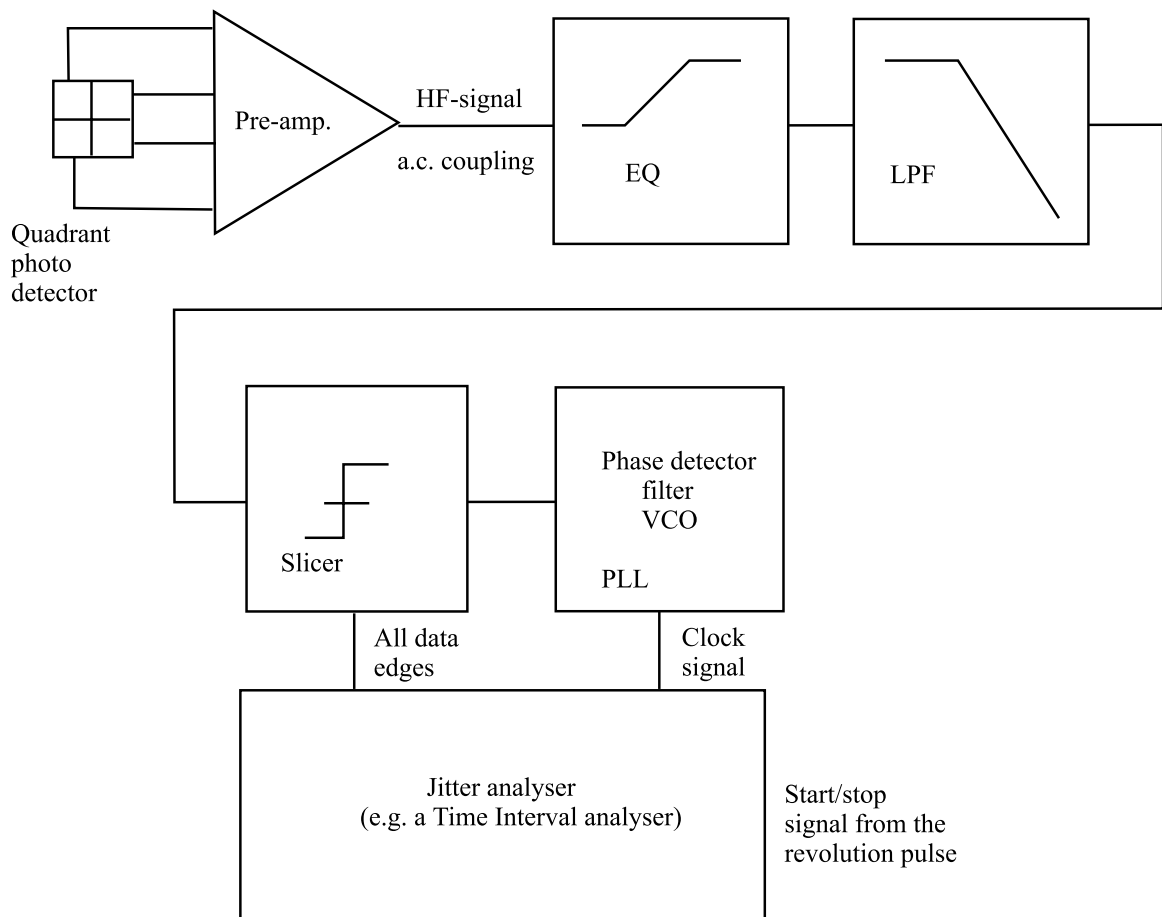 Pre-amp.
HF-signal
a.c. coupling
EQ
LPF
Quadrant
photo
detector
Slicer
Phase detector
filter
VCO
PLL
All data
edges
Clock
signal
Jitter analyser
(e.g. a Time Interval analyser)
Start/stop
signal from the
revolution pulse